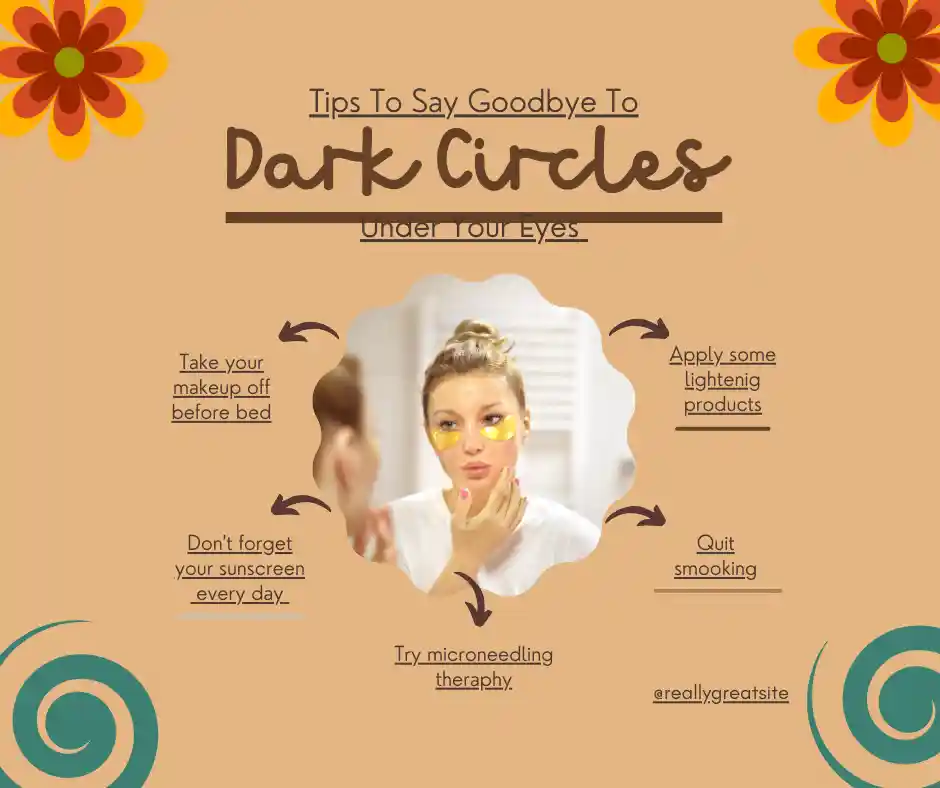 Tips To Say Goodbye To
Dark Circles
Under Your Eyes
Take your
makeup off
before bed
Apply some
lightenig
products
Don't forget
your sunscreen
every day
Quit
smooking
Try microneedling
theraphy
@reallygreatsite